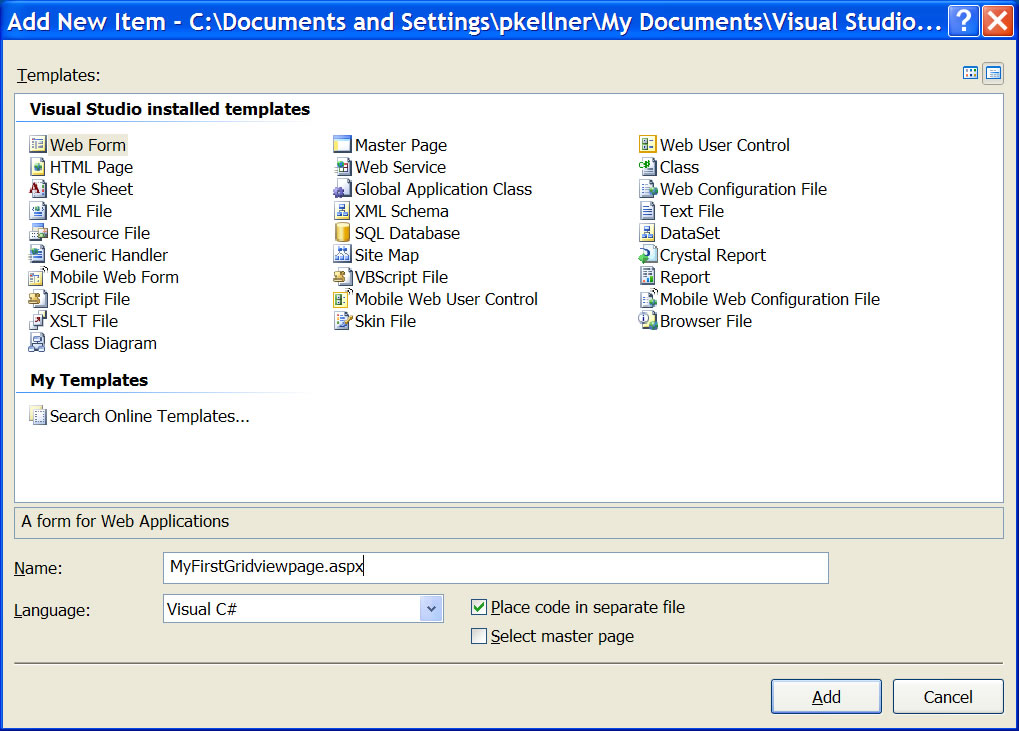 Add New Item - C:\Documents and Settings\pkellner\My Documents\Visual Studio...
Templates:
Visual Studio installed templates
Web Form Master Page Web User Control
HTML Page Web Service Class
Style Sheet Global Application Class Web Configuration File
XML File XML Schema Text File
Resource File SQL Database DataSet
Generic Handler Site Map Crystal Report
Mobile Web Form VBScript File Report
JScript File Mobile Web User Control Mobile Web Configuration File
XSLT File Skin File Browser File
Class Diagram
My Templates
Search Online Templates...
A form for Web Applications
Name: MyFirstGridviewpage.aspx
Language: Visual C# Place code in separate file
Select master page
Add Cancel